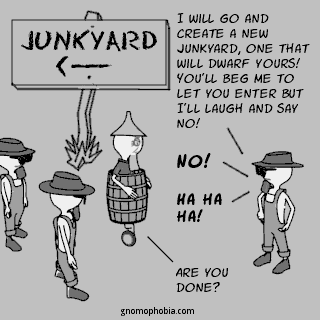 JUNKYARD
I WILL GO AND
CREATE A NEW
JUNKYARD, ONE THAT
WILL DWARF YOURS!
YOU'LL BEG ME TO
LET YOU ENTER BUT
I'LL LAUGH AND SAY
NO!
NO!
HA HA
HA!
ARE YOU
DONE?
gnomophobia.com